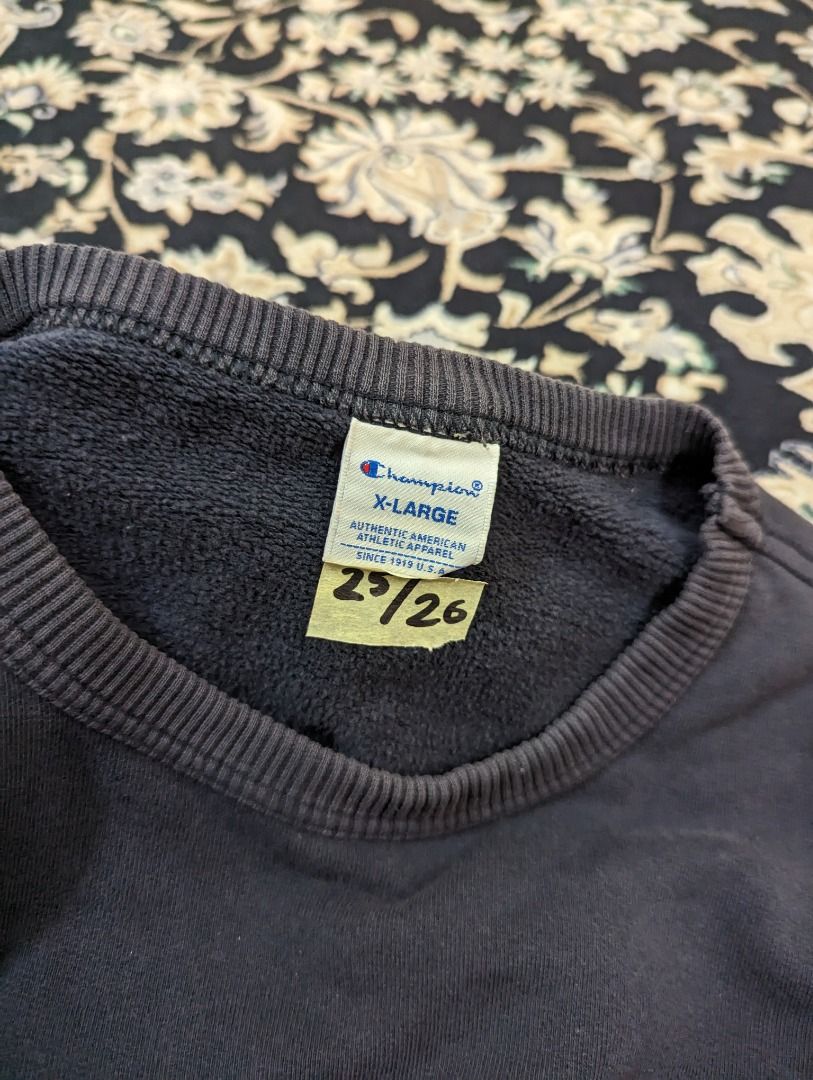 Champion®
X-LARGE
AUTHENTIC AMERICAN
ATHLETIC APPAREL
SINCE 1919 U.S.A.
25/26